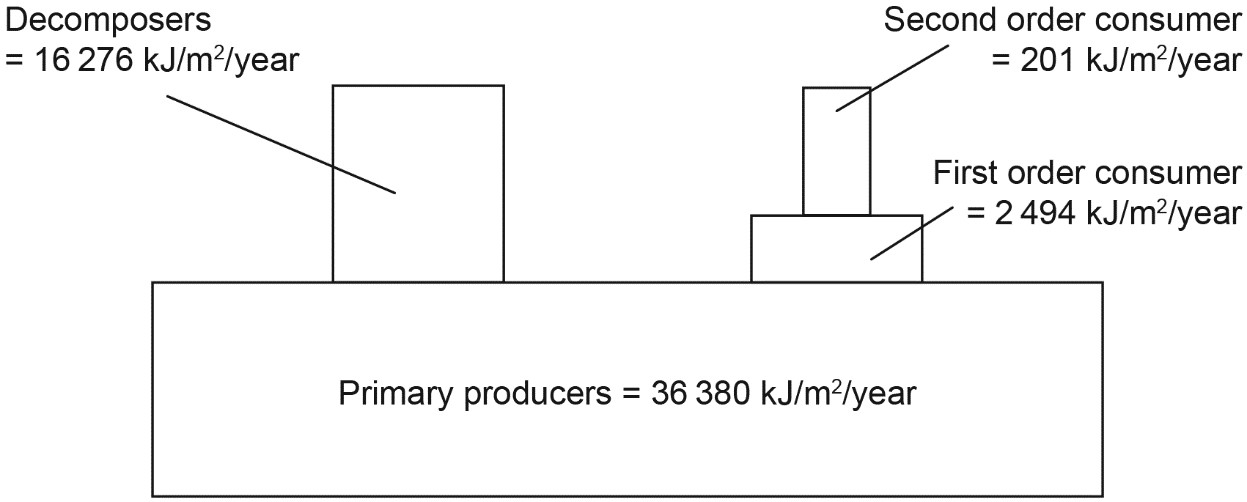 Decomposers
= 16 276 kJ/m²/year
Second order consumer
= 201 kJ/m²/year
First order consumer
= 2 494 kJ/m²/year
Primary producers = 36 380 kJ/m²/year